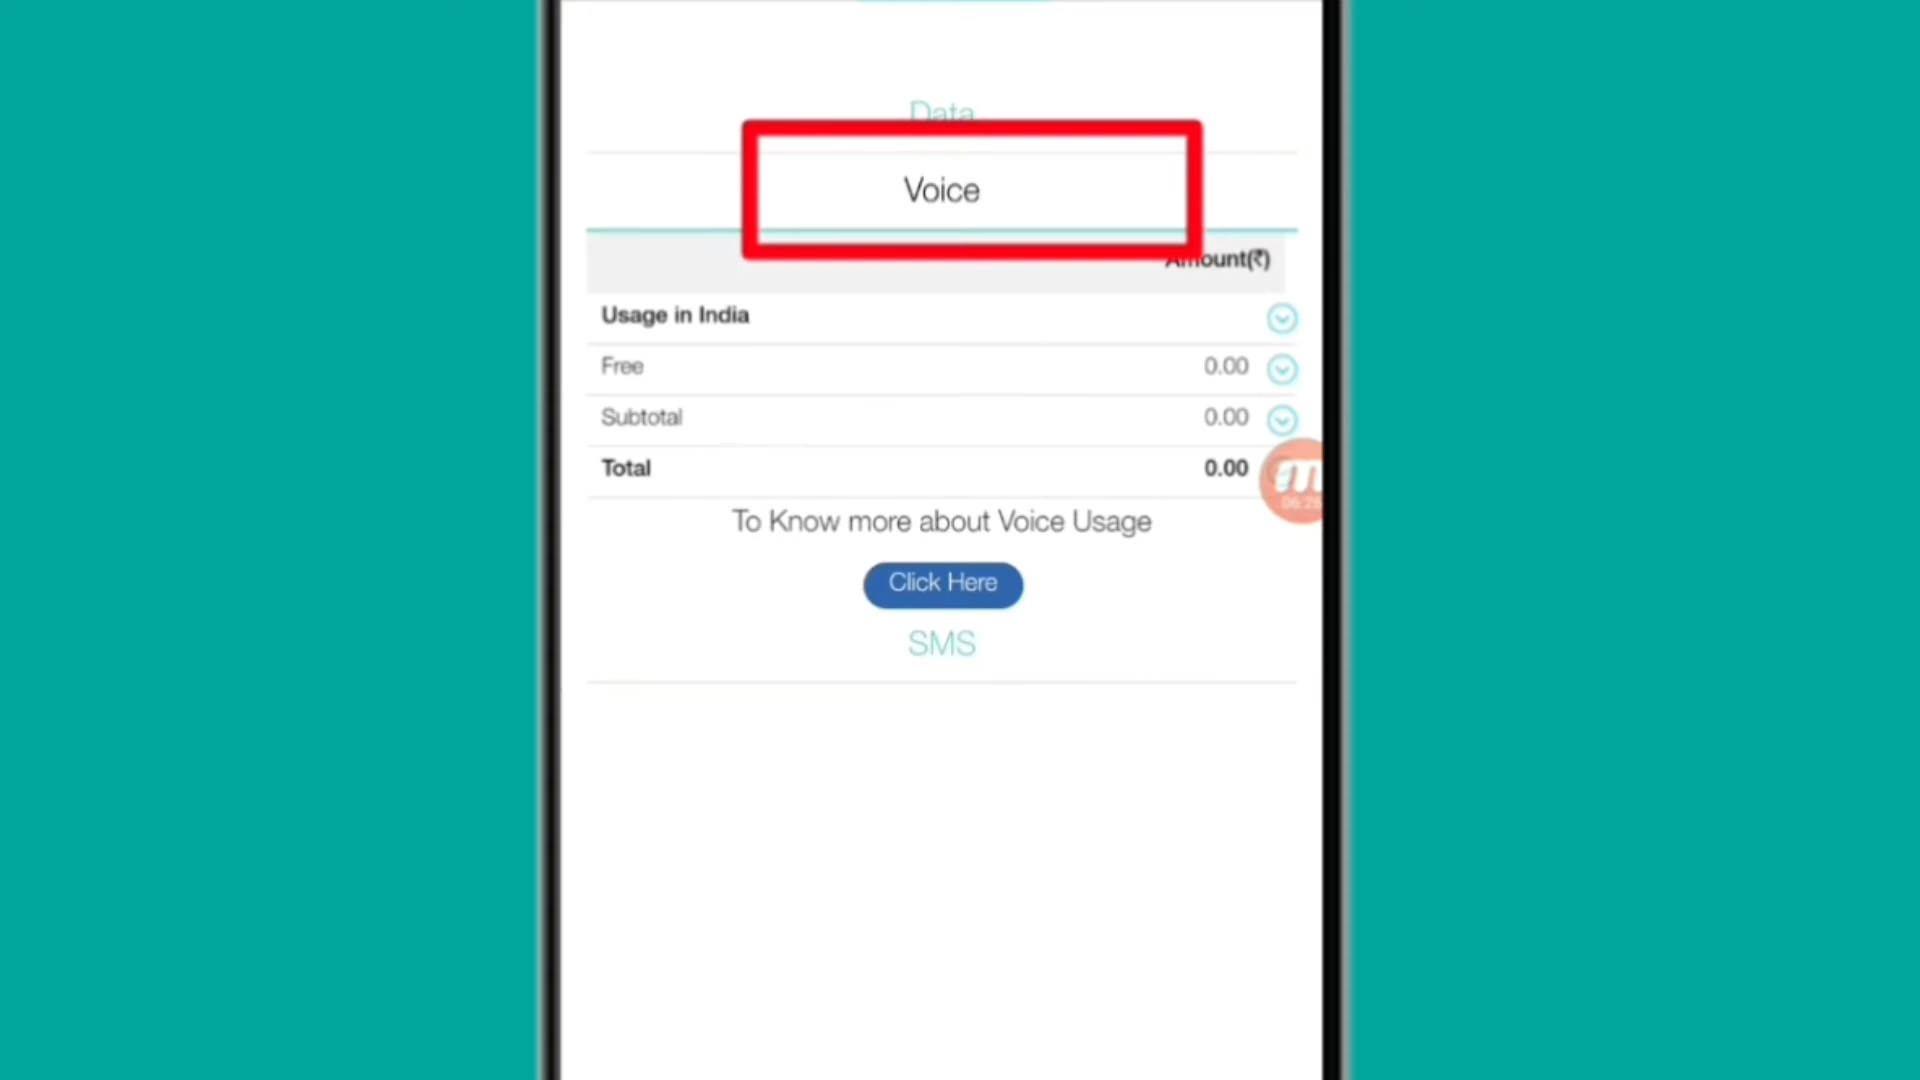 Data
Voice
Amount(₹)
Usage in India
Free 0.00
Subtotal 0.00
Total 0.00
To Know more about Voice Usage
Click Here
SMS